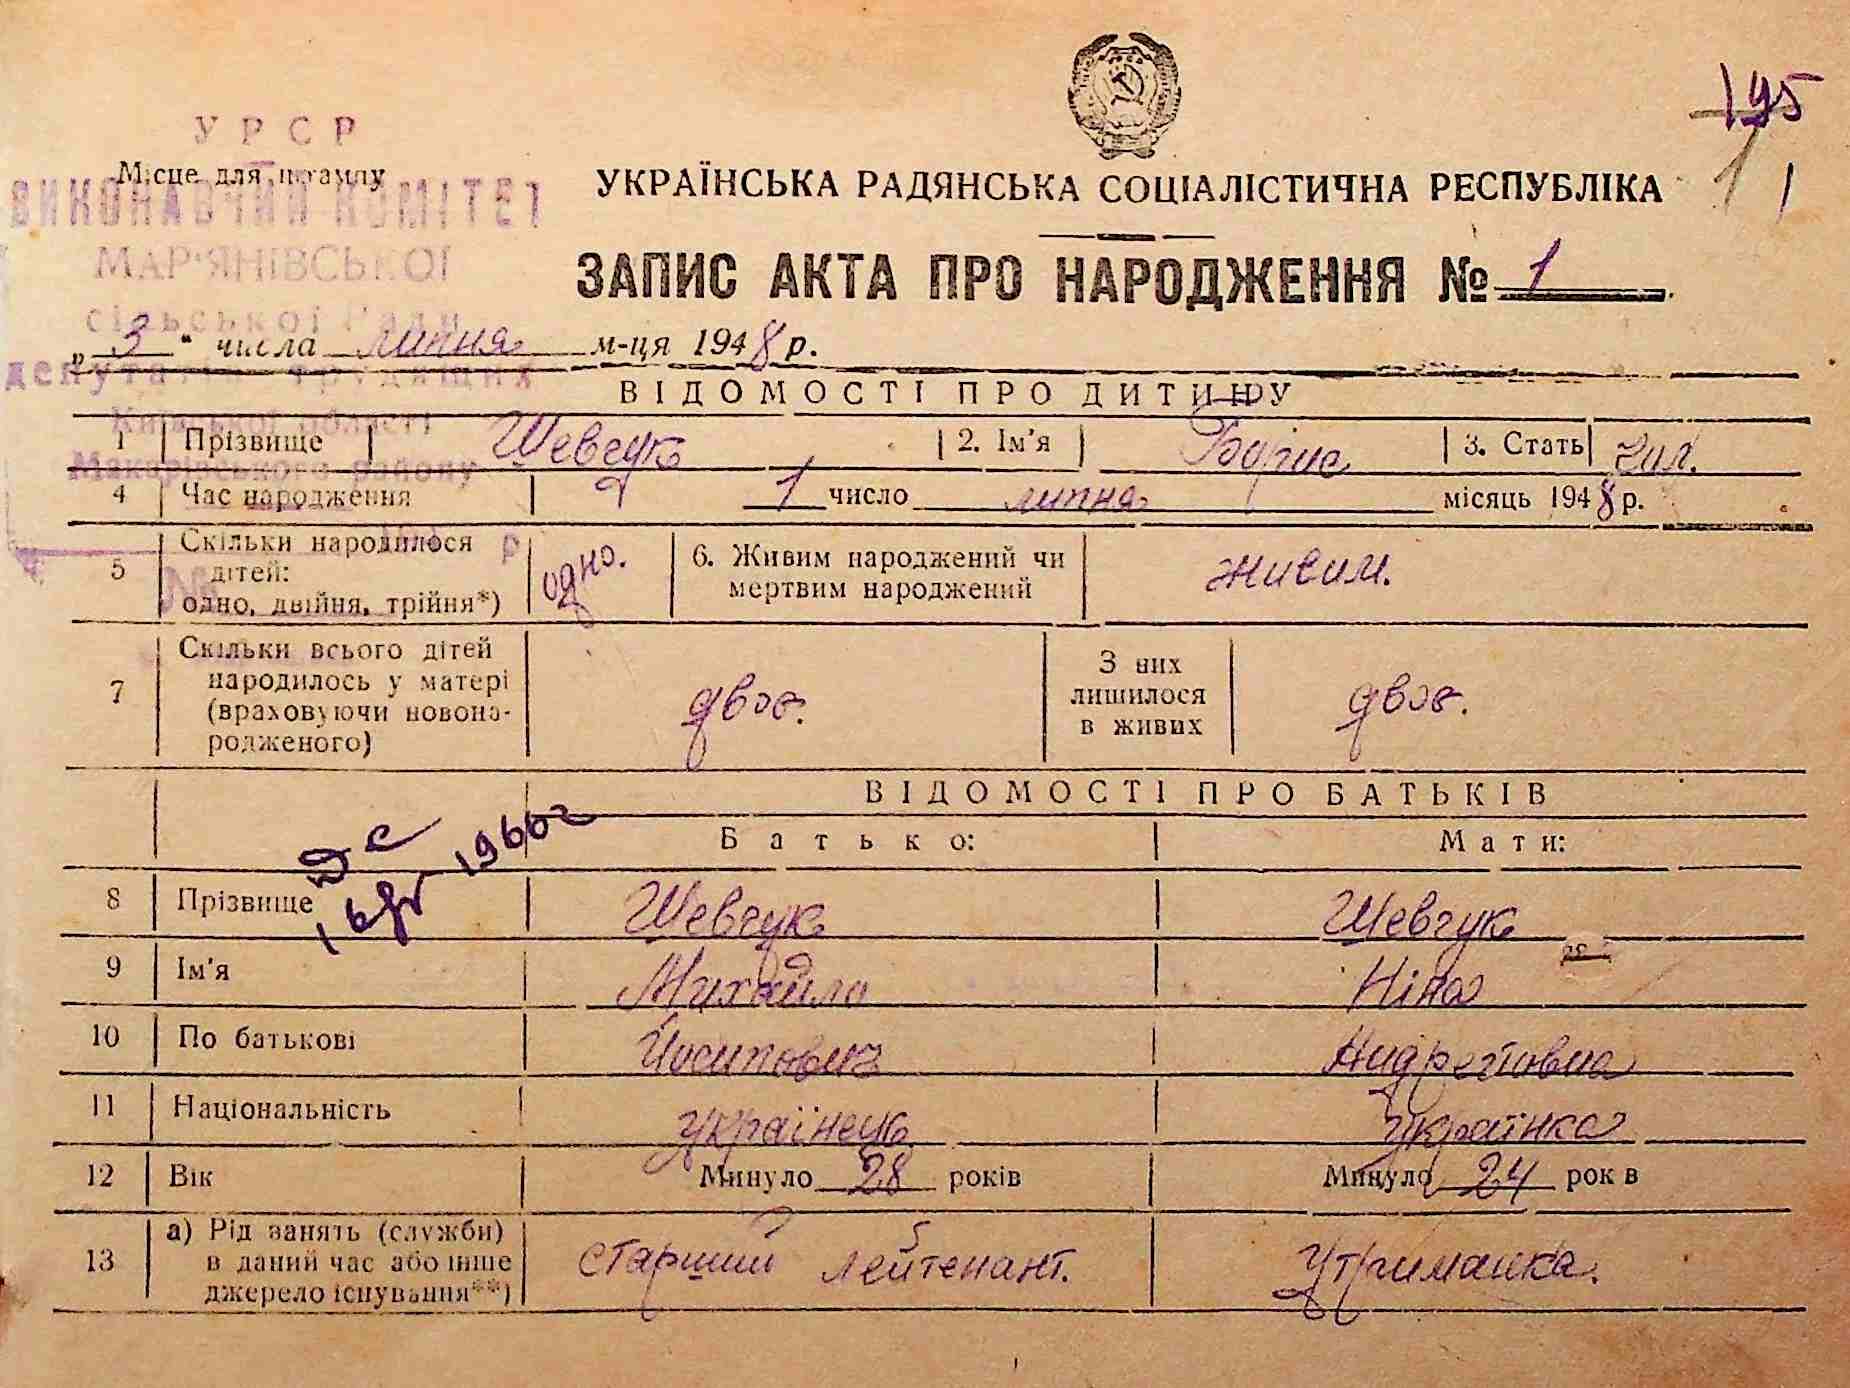 195
1 1
УРСР
Місце для штампу
ВИКОНАВЧИЙ КОМІТЕТ
МАР'ЯНІВСЬКОЇ
сільської Ради
депутатів трудящих
Київської області
Макарівського району
УКРАЇНСЬКА РАДЯНСЬКА СОЦІАЛІСТИЧНА РЕСПУБЛІКА
ЗАПИС АКТА ПРО НАРОДЖЕННЯ № 1
„3“ числа липня м-ця 1948 р.
ВІДОМОСТІ ПРО ДИТИНУ
1 Прізвище Шевчук 2. Ім'я Борис 3. Стать чол.
4 Час народження 1 число липня місяць 1948 р.
5 Скільки народилося дітей: одно, двійня, трійня*) одно. 6. Живим народжений чи мертвим народжений живим.
7 Скільки всього дітей народилось у матері (враховуючи новонародженого) двоє. З них лишилося в живих двоє.
ВІДОМОСТІ ПРО БАТЬКІВ
Батько: Мати:
1960г
8 Прізвище Шевчук Шевчук
9 Ім'я Михайло Ніна
10 По батькові Йосипович Андреївна
11 Національність українець українка
12 Вік Минуло 28 років Минуло 24 рок в
13 а) Рід занять (служби) в даний час або інше джерело існування**) старший лейтенант. утриманка.